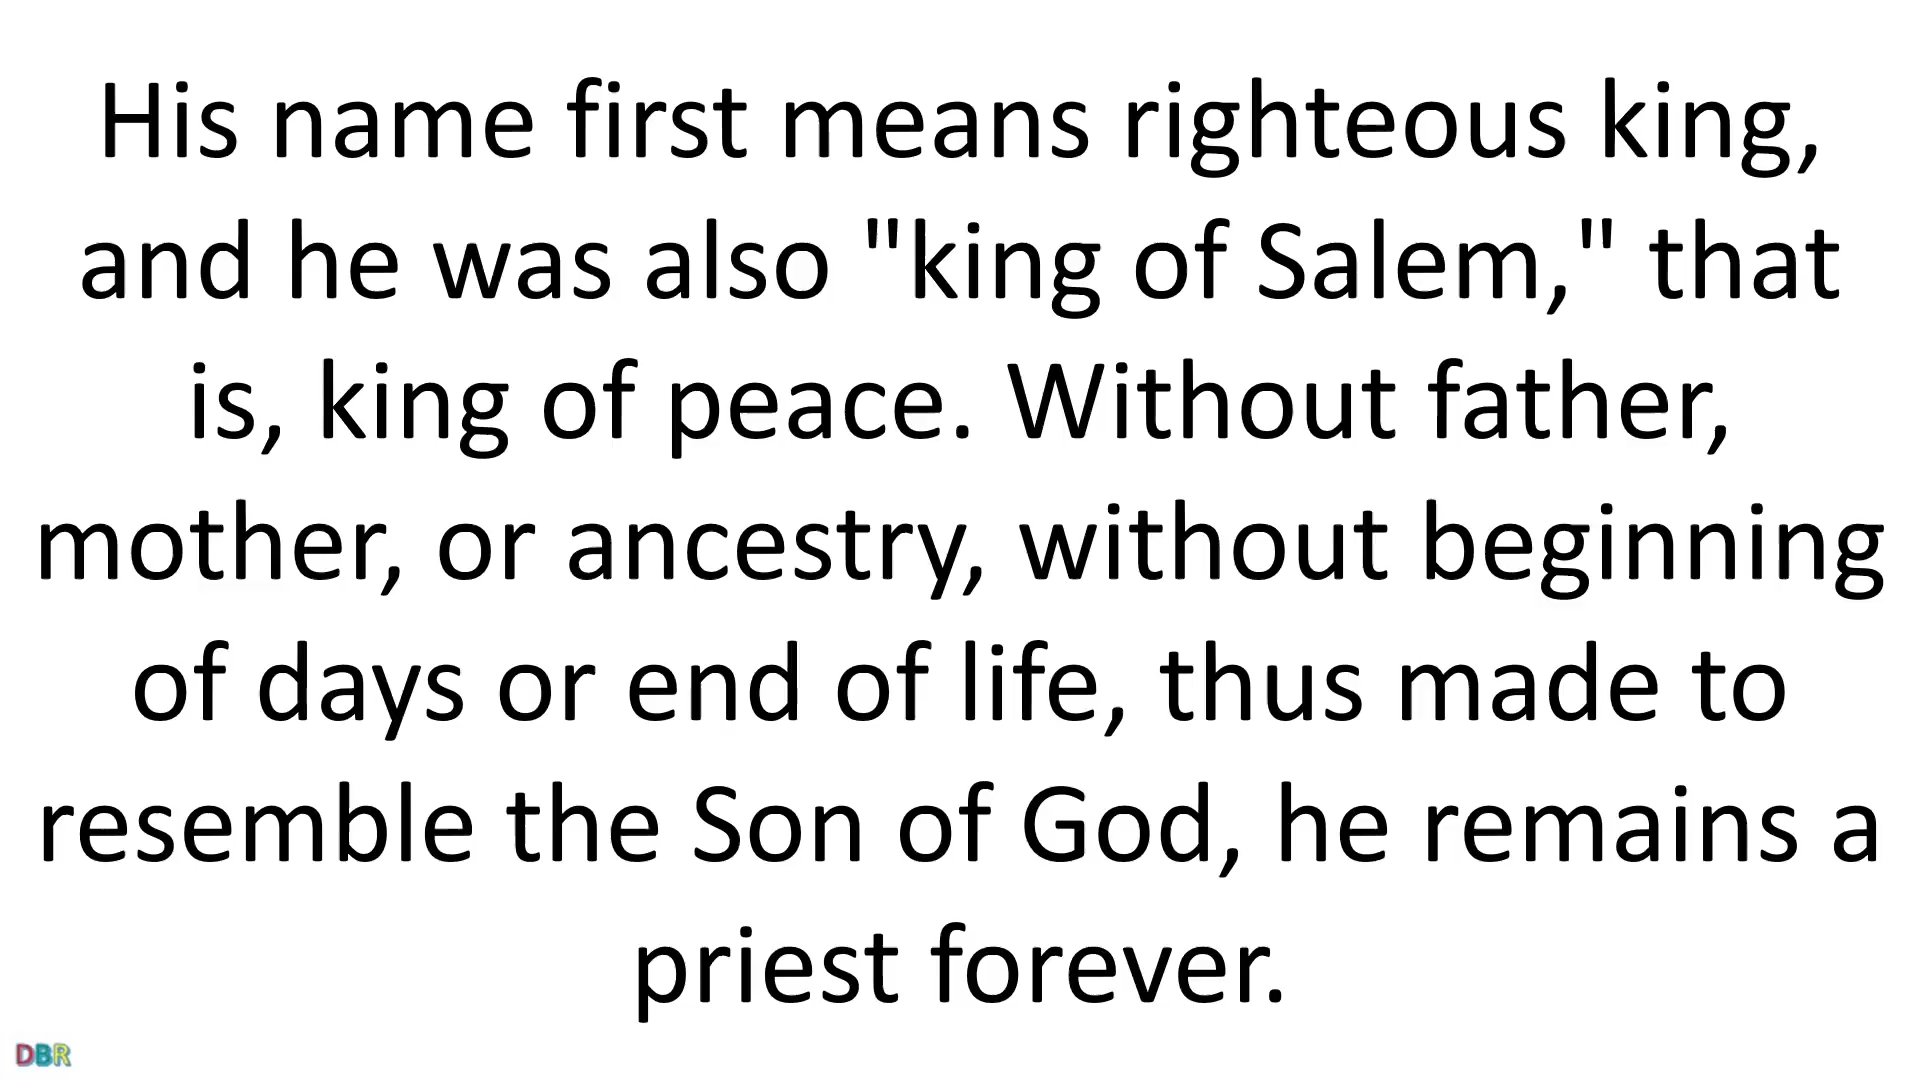 His name first means righteous king,
and he was also "king of Salem," that
is, king of peace. Without father,
mother, or ancestry, without beginning
of days or end of life, thus made to
resemble the Son of God, he remains a
priest forever.
DBR